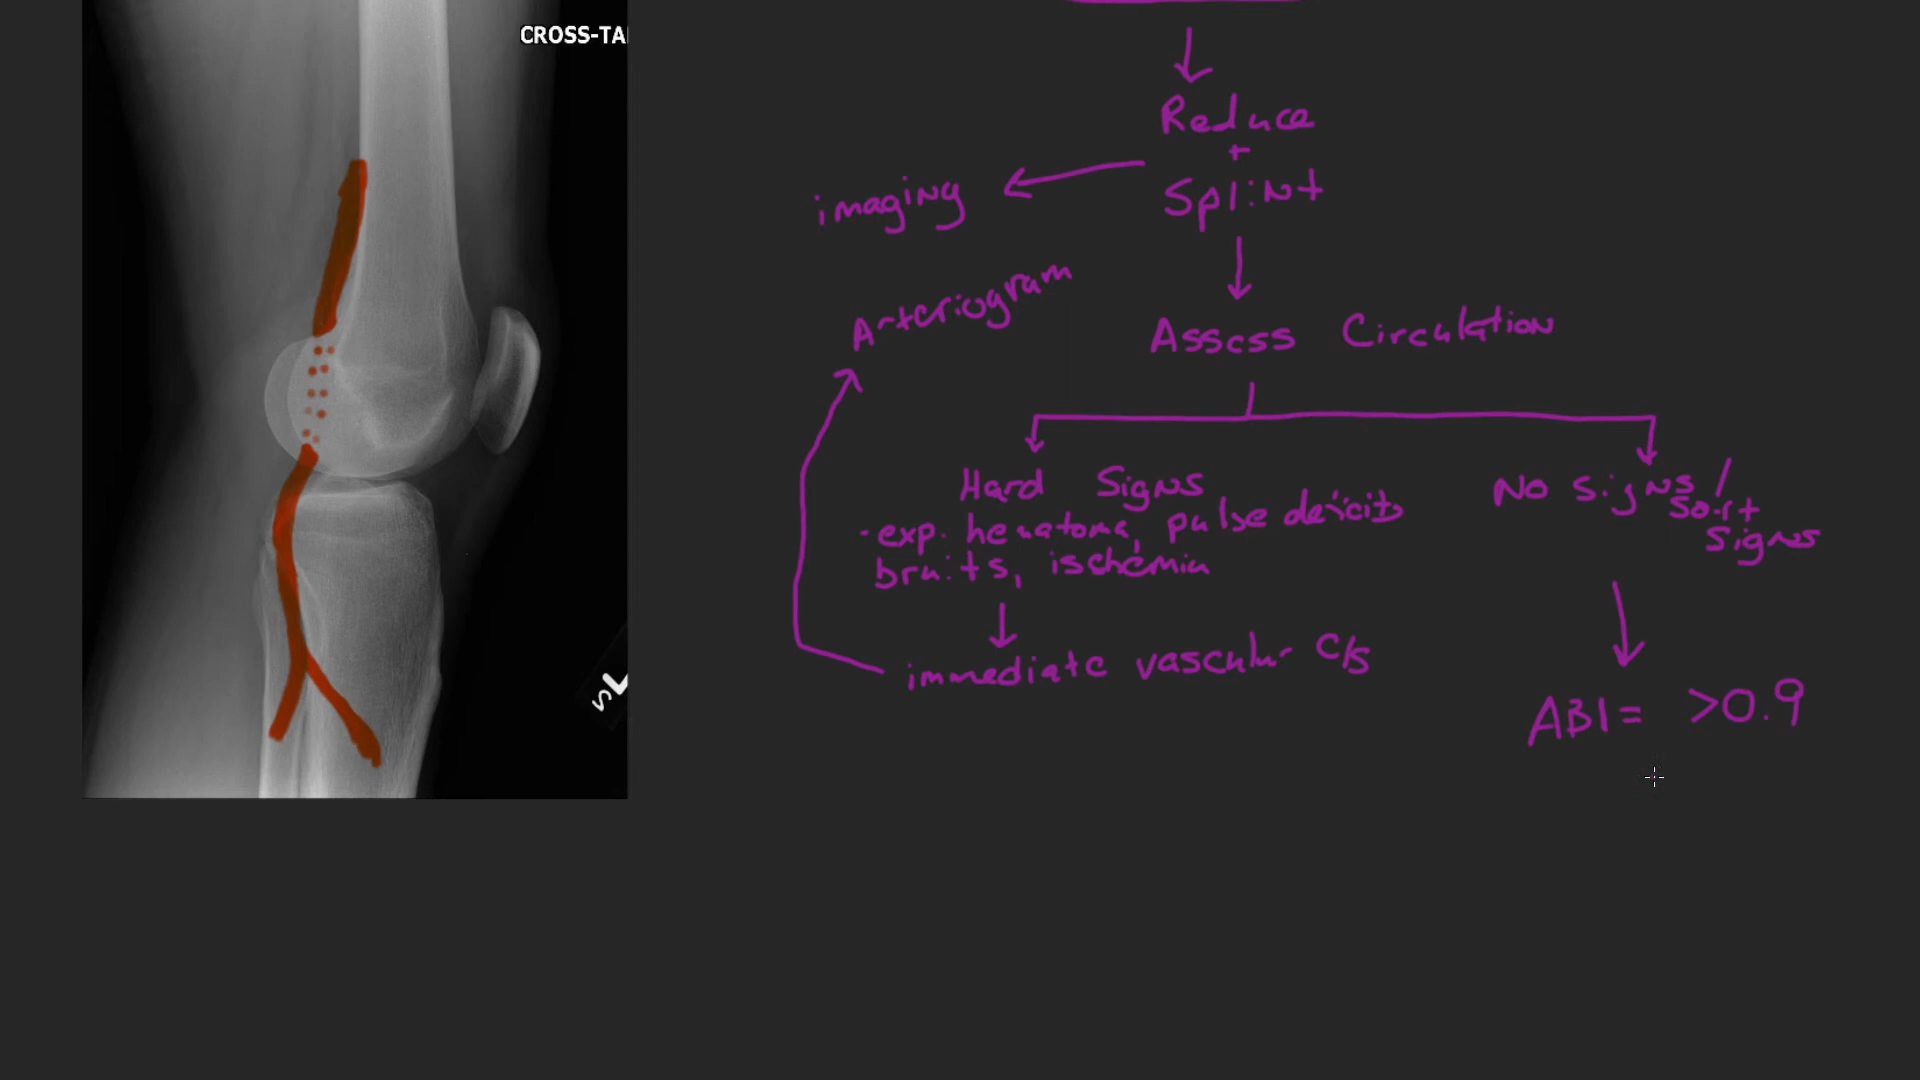 CROSS-TA
Reduce
+
Splint
imaging
Arteriogram
Assess Circulation
Hard Signs
- exp. hematoma, pulse deficits
bruits, ischemia
immediate vascular c/s
No signs /
Soft
Signs
ABI = >0.9